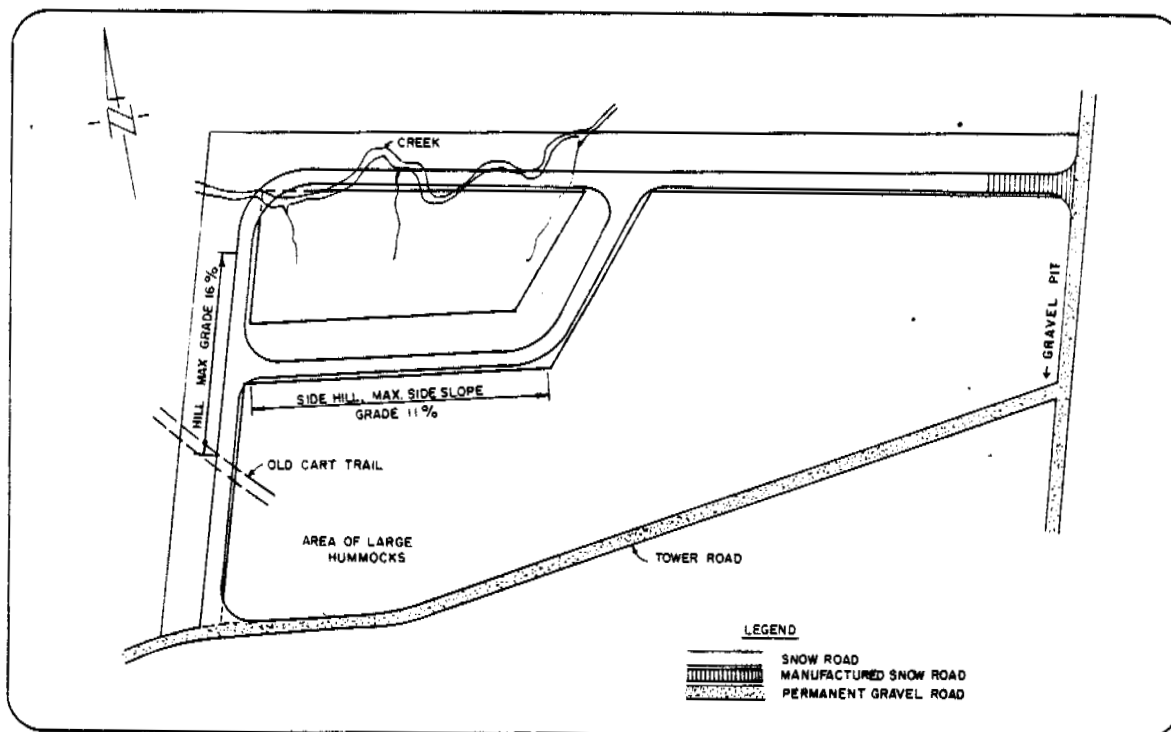 N
CREEK
HILL MAX GRADE 16%
SIDE HILL, MAX. SIDE SLOPE
GRADE 11%
← GRAVEL PIT
OLD CART TRAIL
AREA OF LARGE
HUMMOCKS
TOWER ROAD
LEGEND
SNOW ROAD
MANUFACTURED SNOW ROAD
PERMANENT GRAVEL ROAD